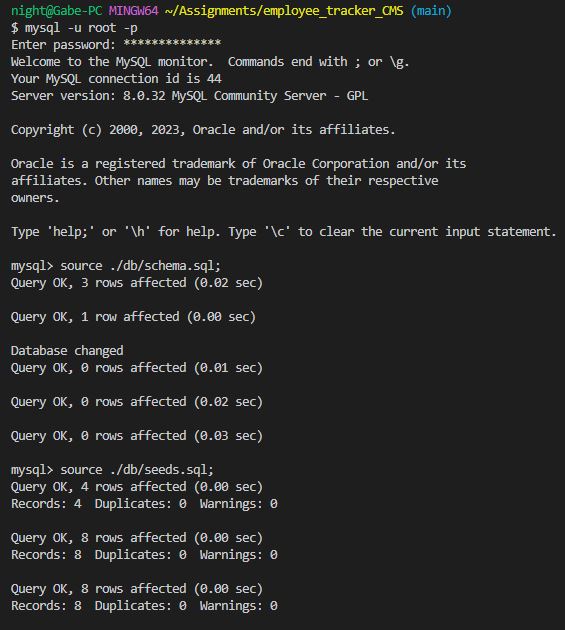 night@Gabe-PC MINGW64 ~/Assignments/employee_tracker_CMS (main)
$ mysql -u root -p
Enter password: **************
Welcome to the MySQL monitor.  Commands end with ; or \g.
Your MySQL connection id is 44
Server version: 8.0.32 MySQL Community Server - GPL
Copyright (c) 2000, 2023, Oracle and/or its affiliates.
Oracle is a registered trademark of Oracle Corporation and/or its
affiliates. Other names may be trademarks of their respective
owners.
Type 'help;' or '\h' for help. Type '\c' to clear the current input statement.
mysql> source ./db/schema.sql;
Query OK, 3 rows affected (0.02 sec)
Query OK, 1 row affected (0.00 sec)
Database changed
Query OK, 0 rows affected (0.01 sec)
Query OK, 0 rows affected (0.02 sec)
Query OK, 0 rows affected (0.03 sec)
mysql> source ./db/seeds.sql;
Query OK, 4 rows affected (0.00 sec)
Records: 4  Duplicates: 0  Warnings: 0
Query OK, 8 rows affected (0.00 sec)
Records: 8  Duplicates: 0  Warnings: 0
Query OK, 8 rows affected (0.00 sec)
Records: 8  Duplicates: 0  Warnings: 0